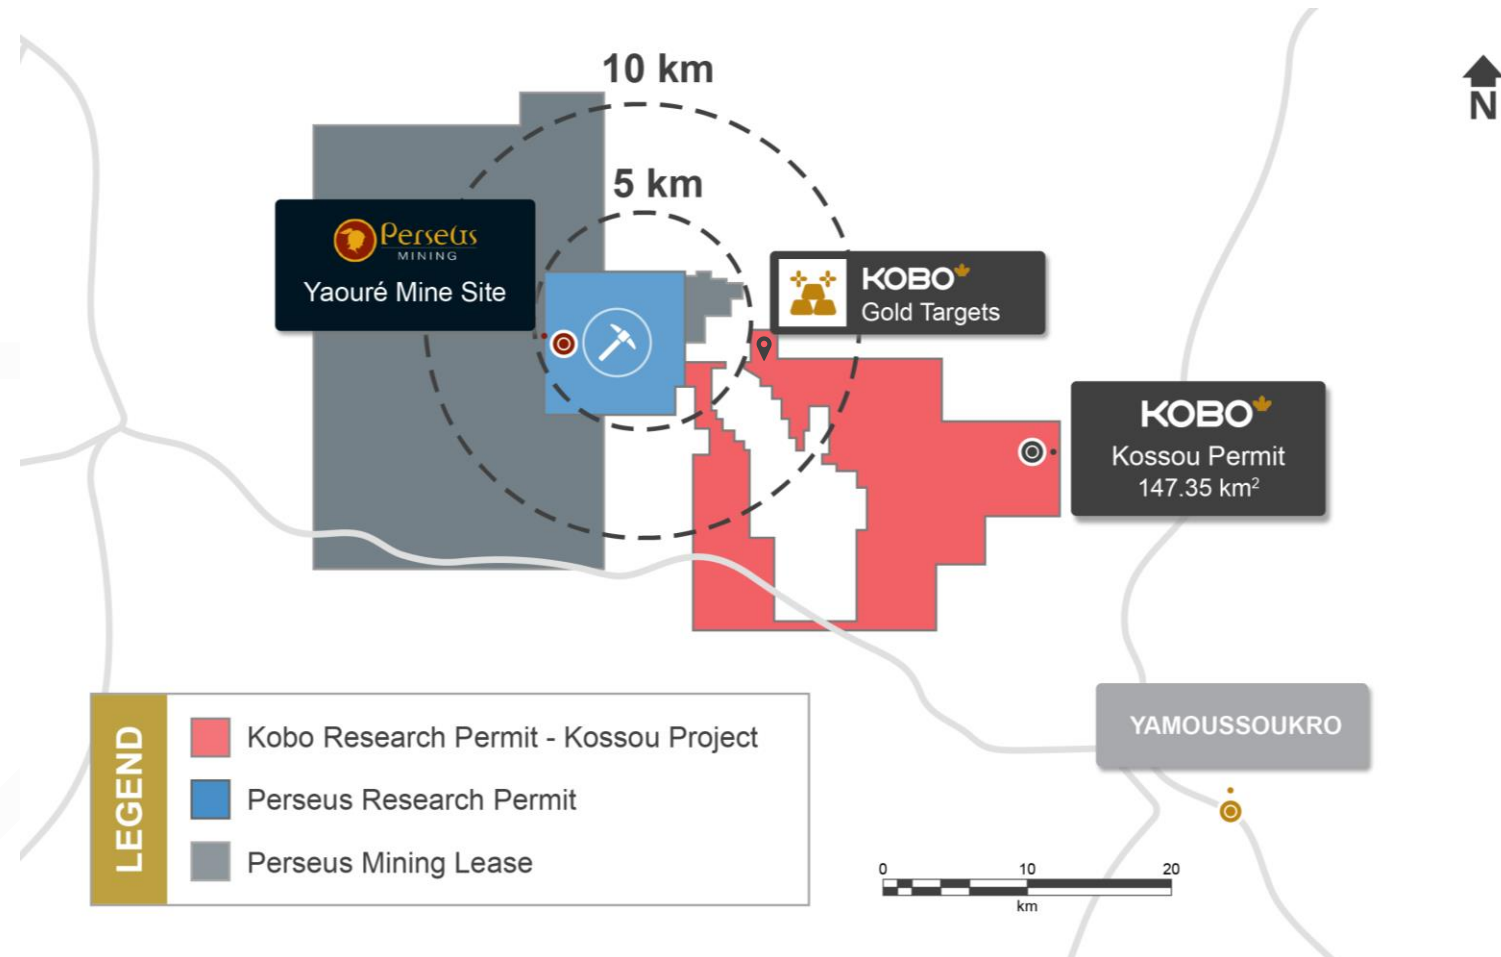 10 km
N
5 km
Perseus
MINING
Yaouré Mine Site
KOBO
Gold Targets
KOBO
Kossou Permit
147.35 km²
YAMOUSSOUKRO
LEGEND
Kobo Research Permit - Kossou Project
Perseus Research Permit
Perseus Mining Lease
0 10 20
km